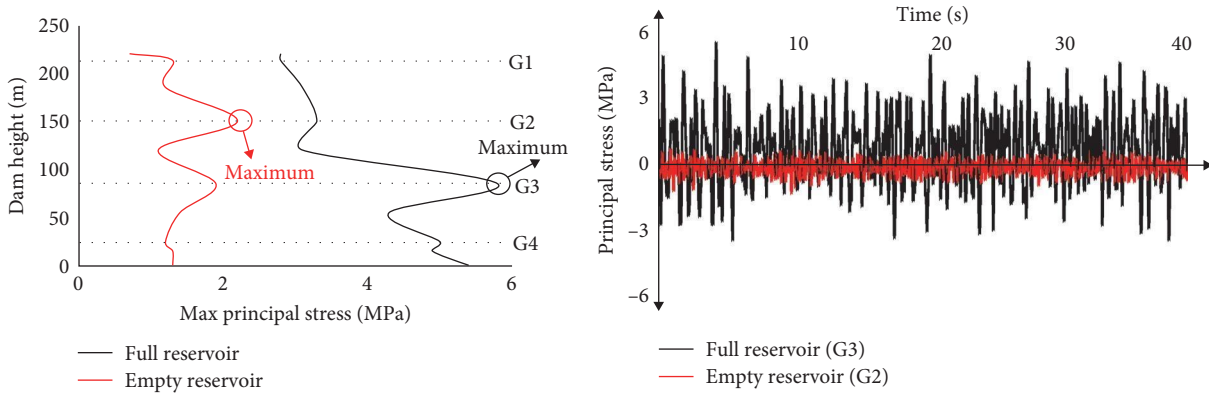 250
200
150
100
50
0
Dam height (m)
G1
G2
Maximum
Maximum
G3
G4
0
2
4
6
Max principal stress (MPa)
Full reservoir
Empty reservoir
Time (s)
10
20
30
40
6
3
0
–3
–6
Principal stress (MPa)
Full reservoir (G3)
Empty reservoir (G2)